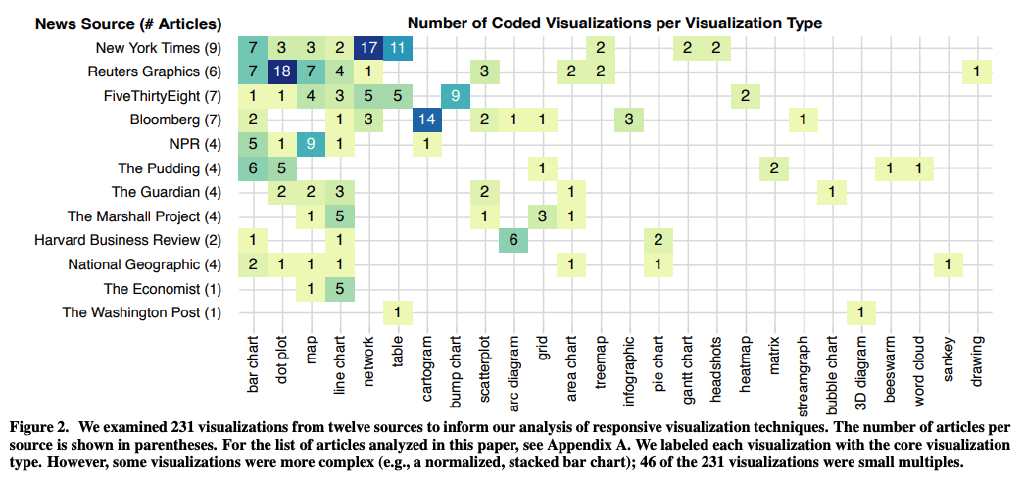 News Source (# Articles) Number of Coded Visualizations per Visualization Type
New York Times (9) 7 3 3 2 17 11 2 2 2
Reuters Graphics (6) 7 18 7 4 1 3 2 2 1
FiveThirtyEight (7) 1 1 4 3 5 5 9 2
Bloomberg (7) 2 1 3 14 2 1 1 3 1
NPR (4) 5 1 9 1 1
The Pudding (4) 6 5 1 2 1 1
The Guardian (4) 2 2 3 2 1 1
The Marshall Project (4) 1 5 1 3 1
Harvard Business Review (2) 1 1 6 2
National Geographic (4) 2 1 1 1 1 1 1
The Economist (1) 1 5
The Washington Post (1) 1 1
bar chart
dot plot
map
line chart
network
table
cartogram
bump chart
scatterplot
arc diagram
grid
area chart
treemap
infographic
pie chart
gantt chart
headshots
heatmap
matrix
streamgraph
bubble chart
3D diagram
beeswarm
word cloud
sankey
drawing
Figure 2. We examined 231 visualizations from twelve sources to inform our analysis of responsive visualization techniques. The number of articles per
source is shown in parentheses. For the list of articles analyzed in this paper, see Appendix A. We labeled each visualization with the core visualization
type. However, some visualizations were more complex (e.g., a normalized, stacked bar chart); 46 of the 231 visualizations were small multiples.